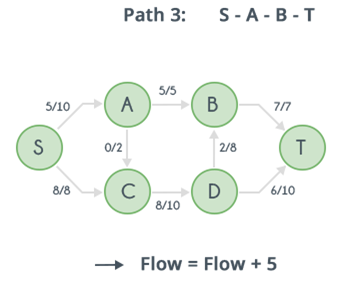 Path 3: S - A - B - T
5/5
A B
5/10 7/7
S 0/2 2/8 T
8/8 6/10
C D
8/10
Flow = Flow + 5